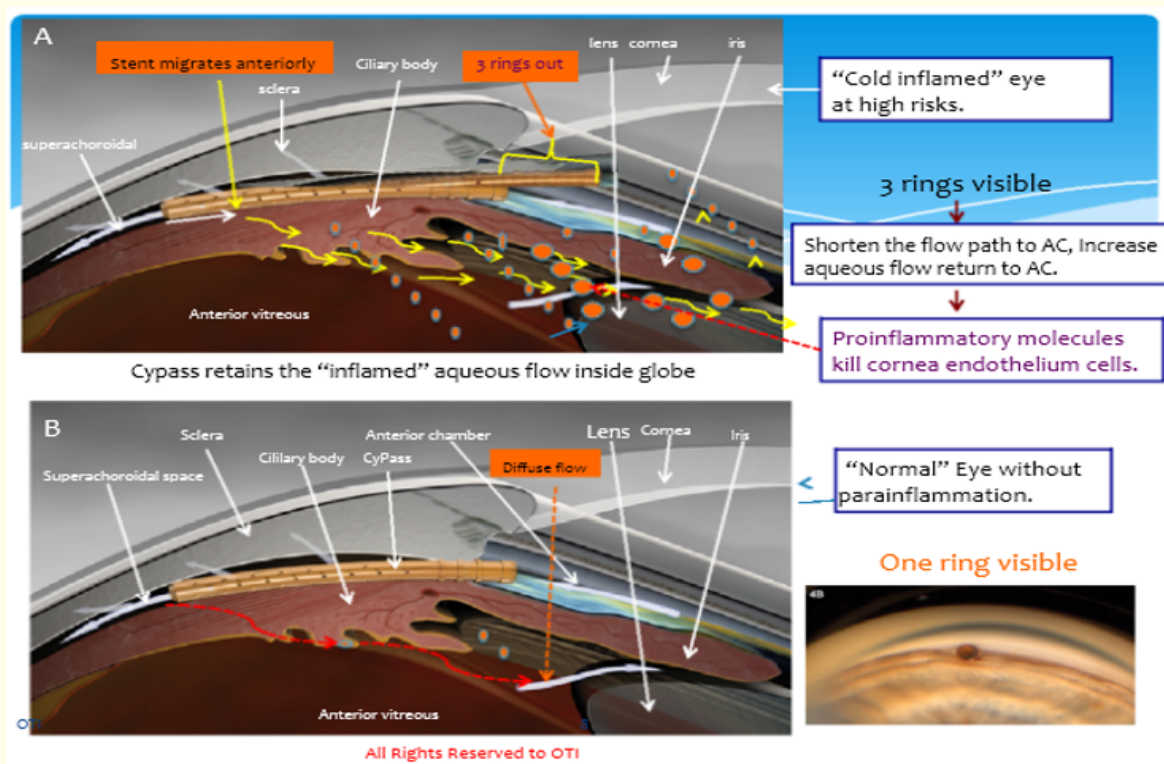 A
Stent migrates anteriorly
Ciliary body
3 rings out
lens
cornea
iris
sclera
superachoroidal
Anterior vitreous
"Cold inflamed" eye
at high risks.
3 rings visible
Shorten the flow path to AC, Increase
aqueous flow return to AC.
Proinflammatory molecules
kill cornea endothelium cells.
Cypass retains the "inflamed" aqueous flow inside globe
B
Sclera
Superachoroidal space
Cililary body
CyPass
Anterior chamber
Diffuse flow
Lens
Cornea
Iris
Anterior vitreous
"Normal" Eye without
parainflammation.
One ring visible
4B
All Rights Reserved to OTI